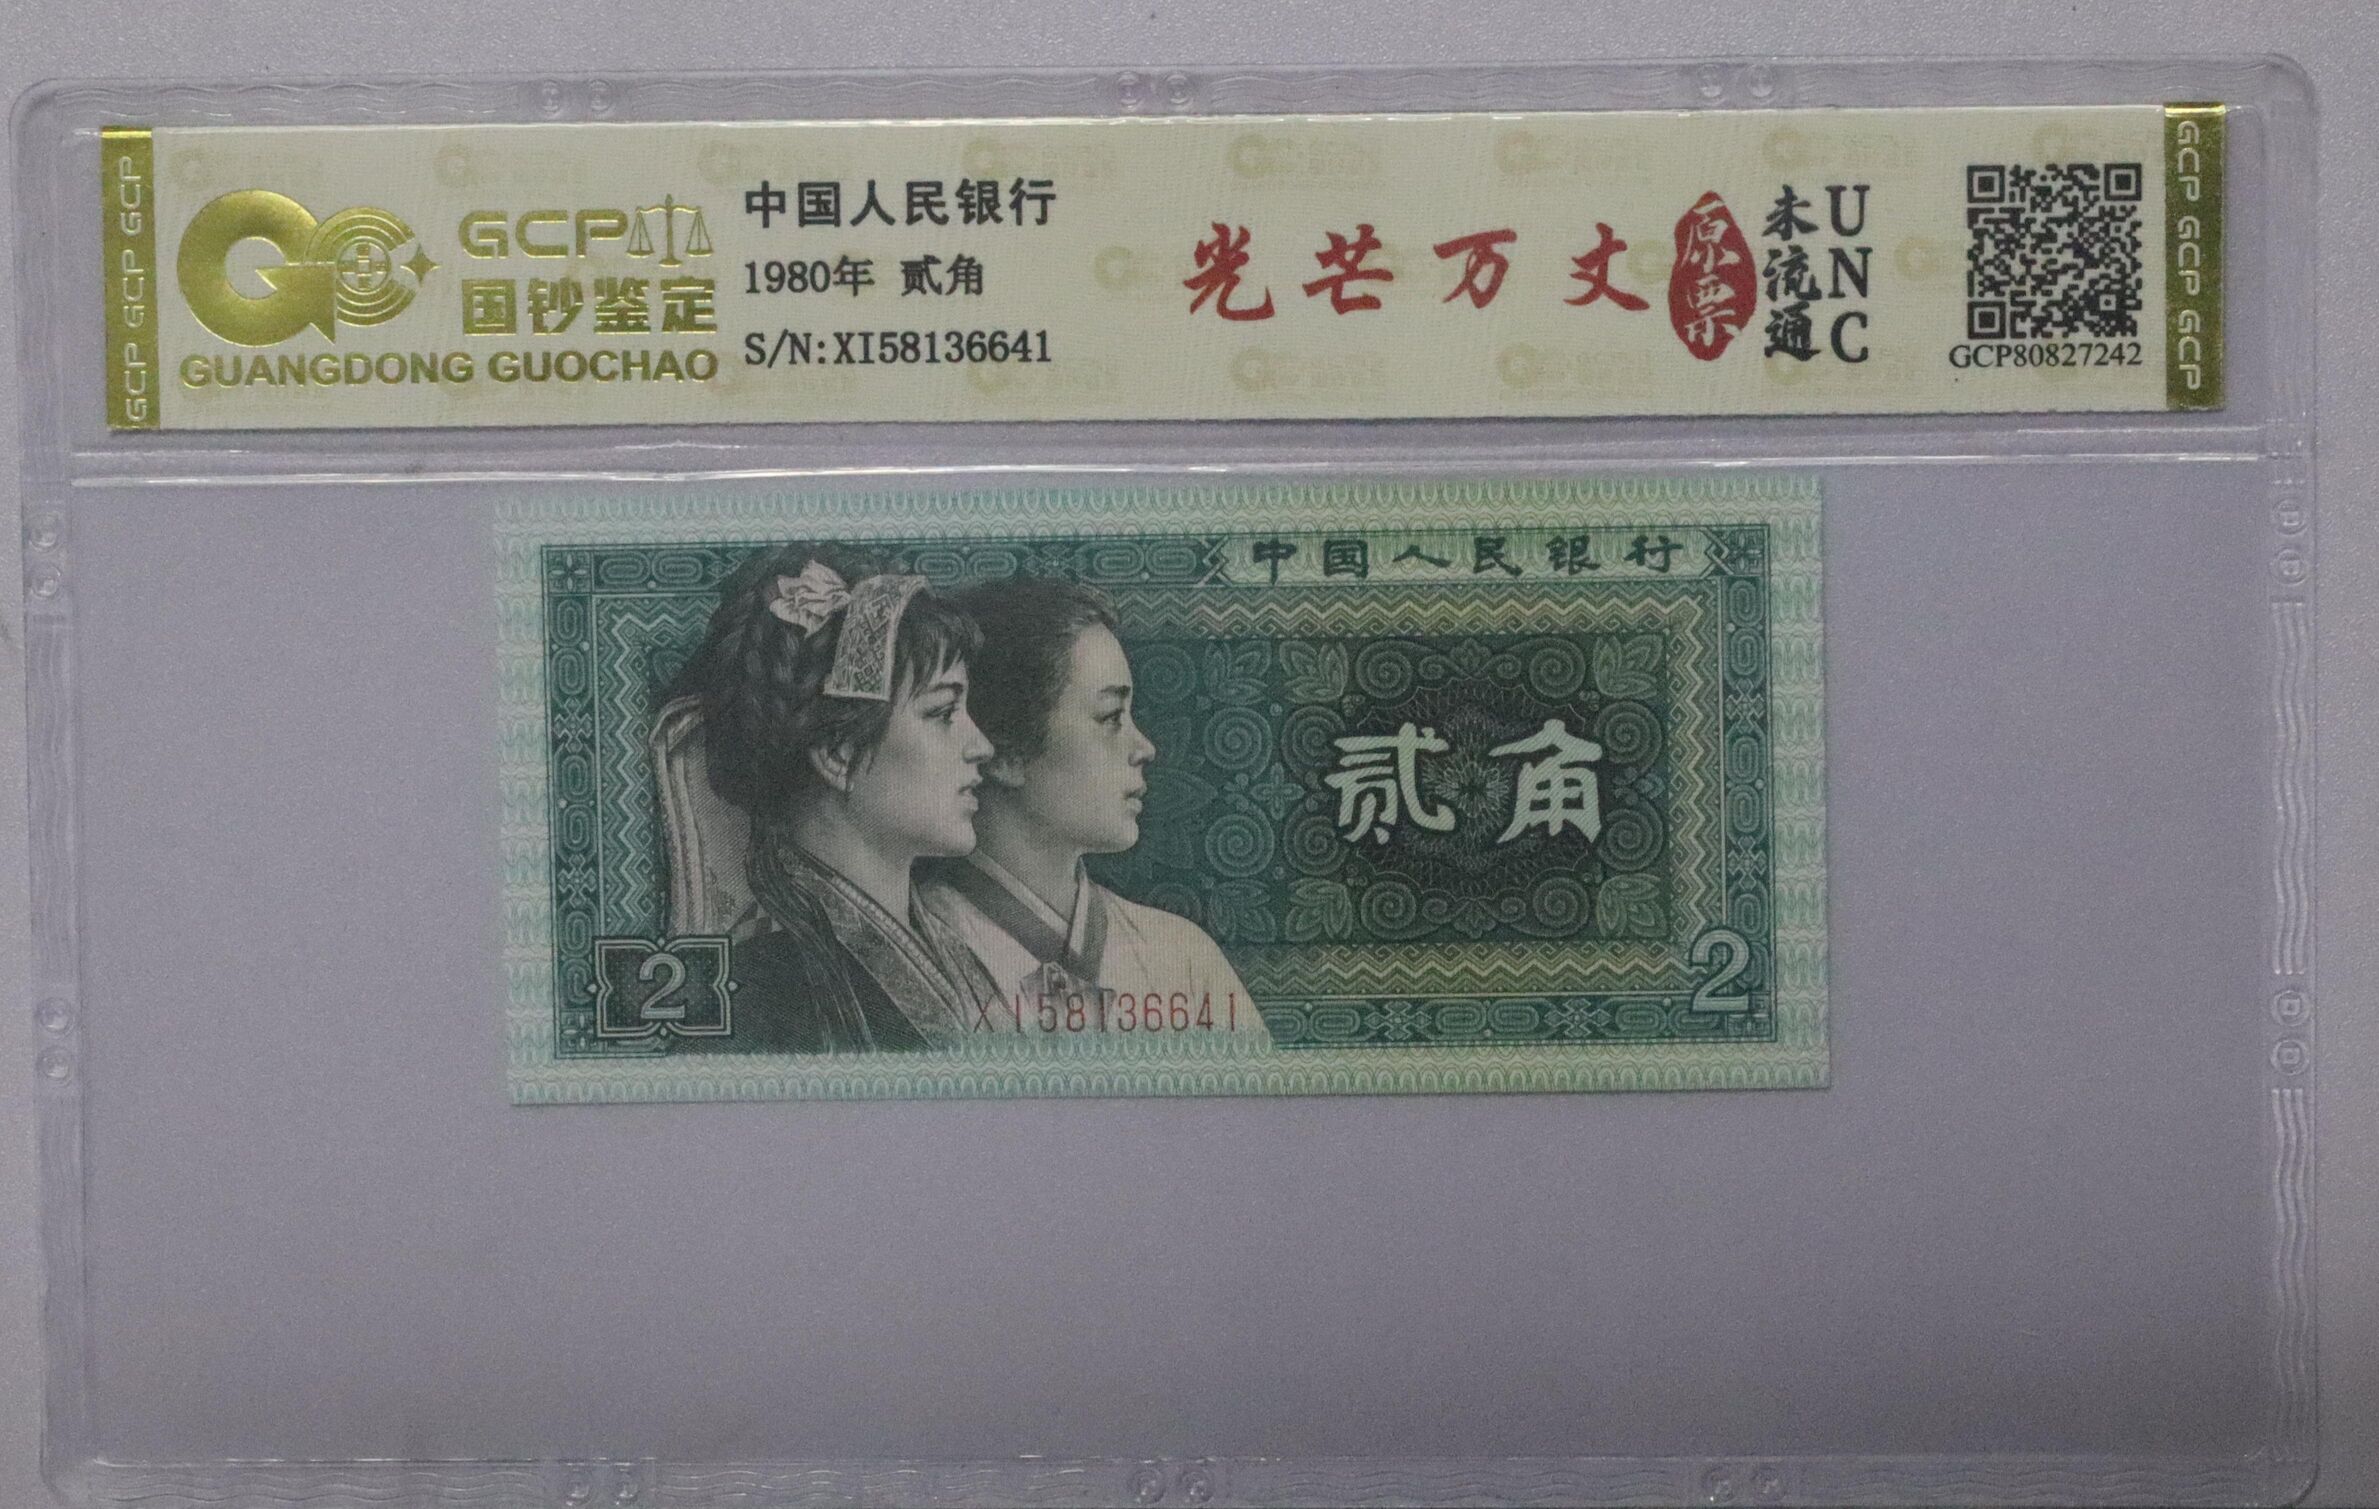 GCP GCP GCP
GCP
国钞鉴定
GUANGDONG GUOCHAO
中国人民银行
1980年 贰角
S/N:XI58136641
光芒万丈
原票
未流通
UNC
GCP80827242
GCP GCP GCP
中国人民银行
贰角
2
2
XI58136641